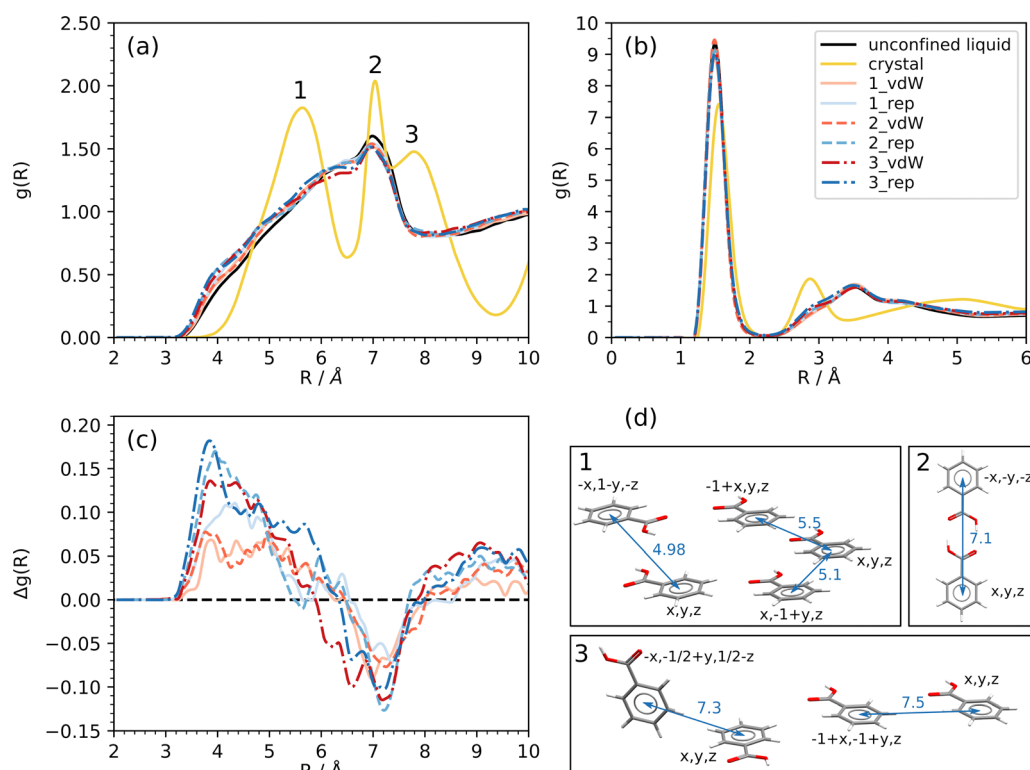 (a)
2.50
2.00
1.50
1.00
0.50
0.00
g(R)
1
2
3
2 3 4 5 6 7 8 9 10
R / Å
(b)
10
9
8
7
6
5
4
3
2
1
0
g(R)
unconfined liquid
crystal
1_vdW
1_rep
2_vdW
2_rep
3_vdW
3_rep
0 1 2 3 4 5 6
R / Å
(c)
0.20
0.15
0.10
0.05
0.00
−0.05
−0.10
−0.15
Δg(R)
2 3 4 5 6 7 8 9 10
R / Å
(d)
1
-x,1-y,-z
4.98
x,y,z
-1+x,y,z
5.5
x,y,z
5.1
x,-1+y,z
2
-x,-y,-z
7.1
x,y,z
3
-x,-1/2+y,1/2-z
7.3
x,y,z
x,y,z
7.5
-1+x,-1+y,z